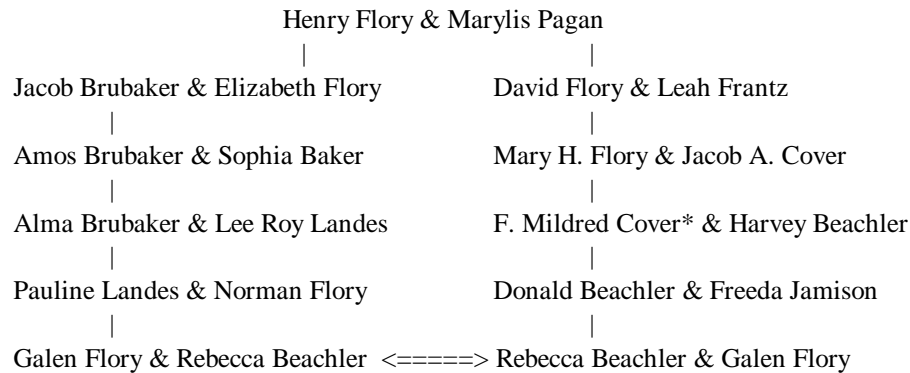 Henry Flory & Marylis Pagan
| |
Jacob Brubaker & Elizabeth Flory David Flory & Leah Frantz
| |
Amos Brubaker & Sophia Baker Mary H. Flory & Jacob A. Cover
| |
Alma Brubaker & Lee Roy Landes F. Mildred Cover* & Harvey Beachler
| |
Pauline Landes & Norman Flory Donald Beachler & Freeda Jamison
| |
Galen Flory & Rebecca Beachler <=====> Rebecca Beachler & Galen Flory